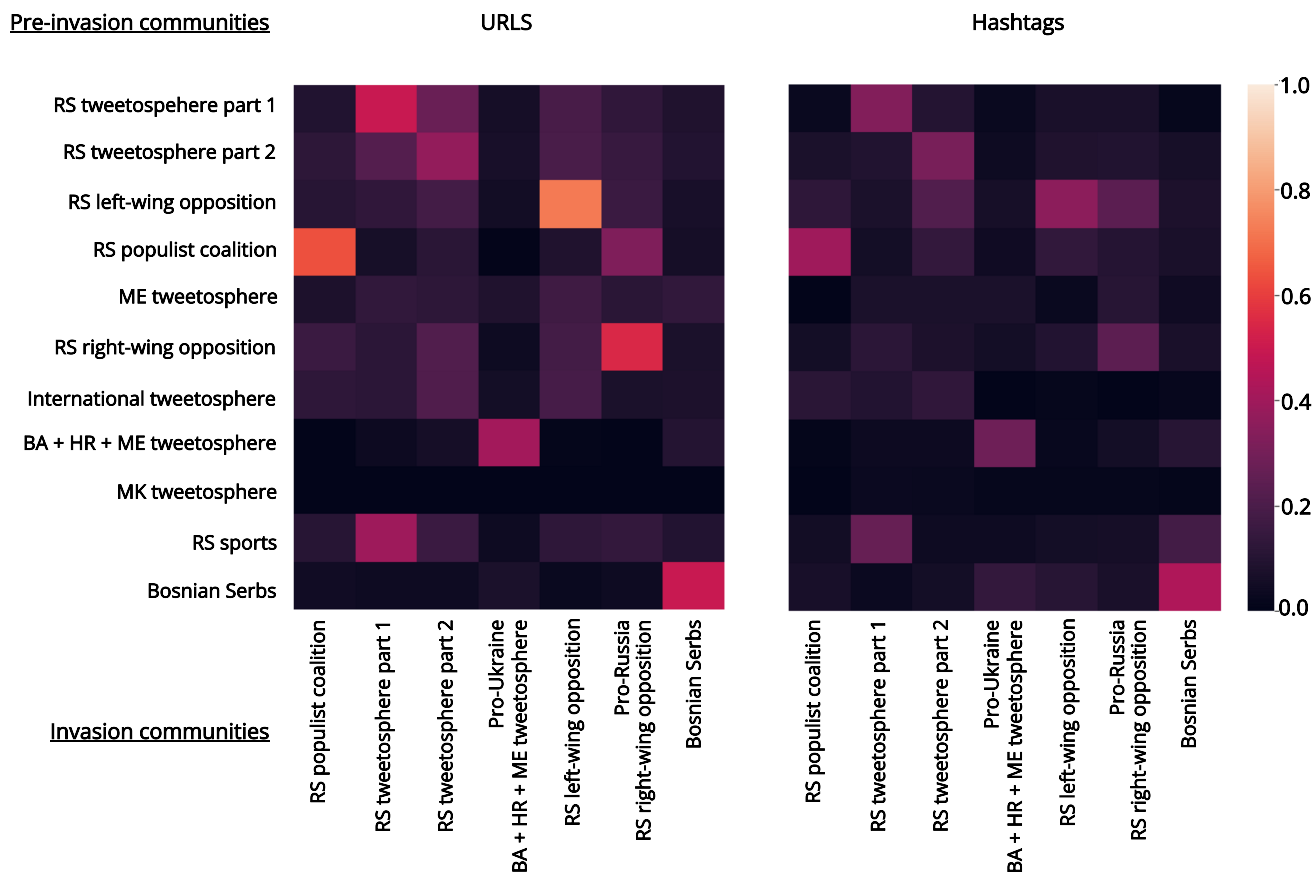 Pre-invasion communities
URLS
Hashtags
RS tweetospehere part 1
RS tweetosphere part 2
RS left-wing opposition
RS populist coalition
ME tweetosphere
RS right-wing opposition
International tweetosphere
BA + HR + ME tweetosphere
MK tweetosphere
RS sports
Bosnian Serbs
1.0
0.8
0.6
0.4
0.2
0.0
Invasion communities
RS populist coalition
RS tweetosphere part 1
RS tweetosphere part 2
Pro-Ukraine
BA + HR + ME tweetosphere
RS left-wing opposition
Pro-Russia
RS right-wing opposition
Bosnian Serbs
RS populist coalition
RS tweetosphere part 1
RS tweetosphere part 2
Pro-Ukraine
BA + HR + ME tweetosphere
RS left-wing opposition
Pro-Russia
RS right-wing opposition
Bosnian Serbs